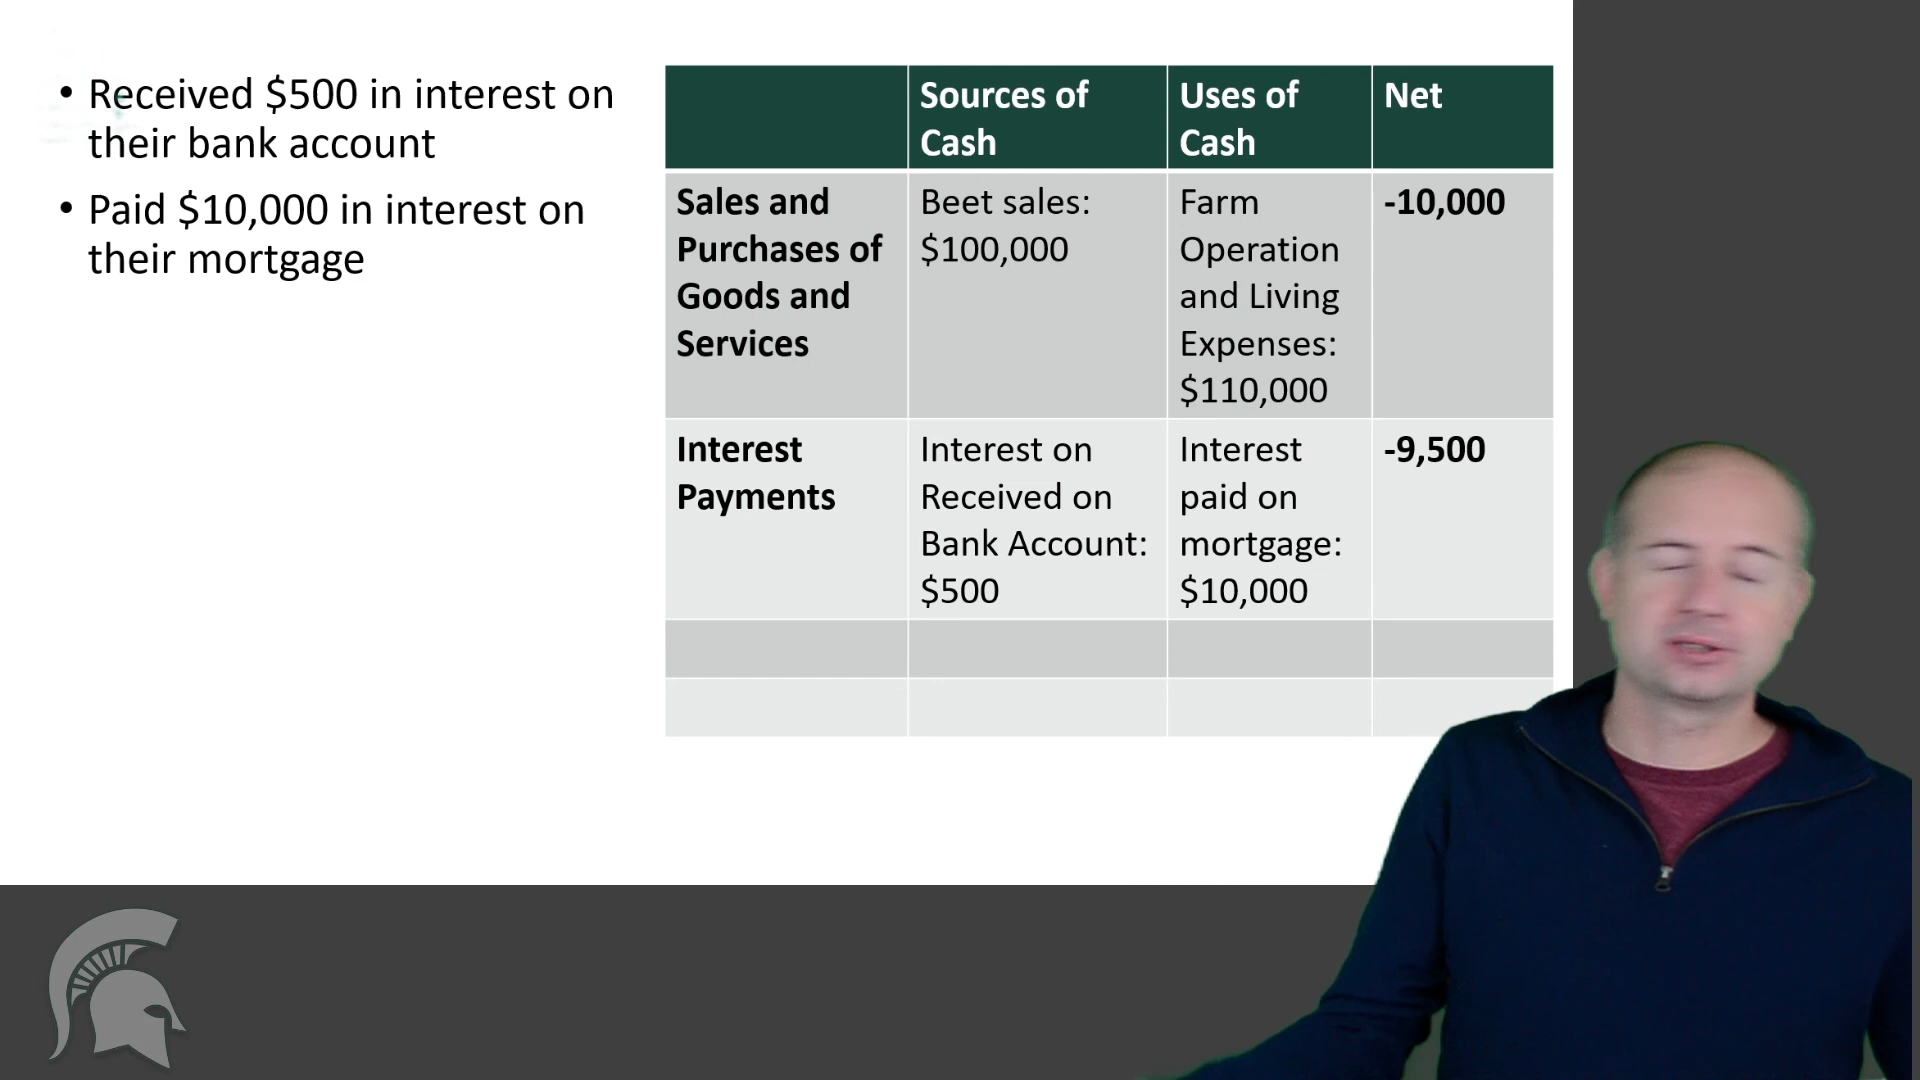 • Received $500 in interest on
their bank account
• Paid $10,000 in interest on
their mortgage
Sources of
Cash
Uses of
Cash
Net
Sales and
Purchases of
Goods and
Services
Beet sales:
$100,000
Farm
Operation
and Living
Expenses:
$110,000
-10,000
Interest
Payments
Interest on
Received on
Bank Account:
$500
Interest
paid on
mortgage:
$10,000
-9,500